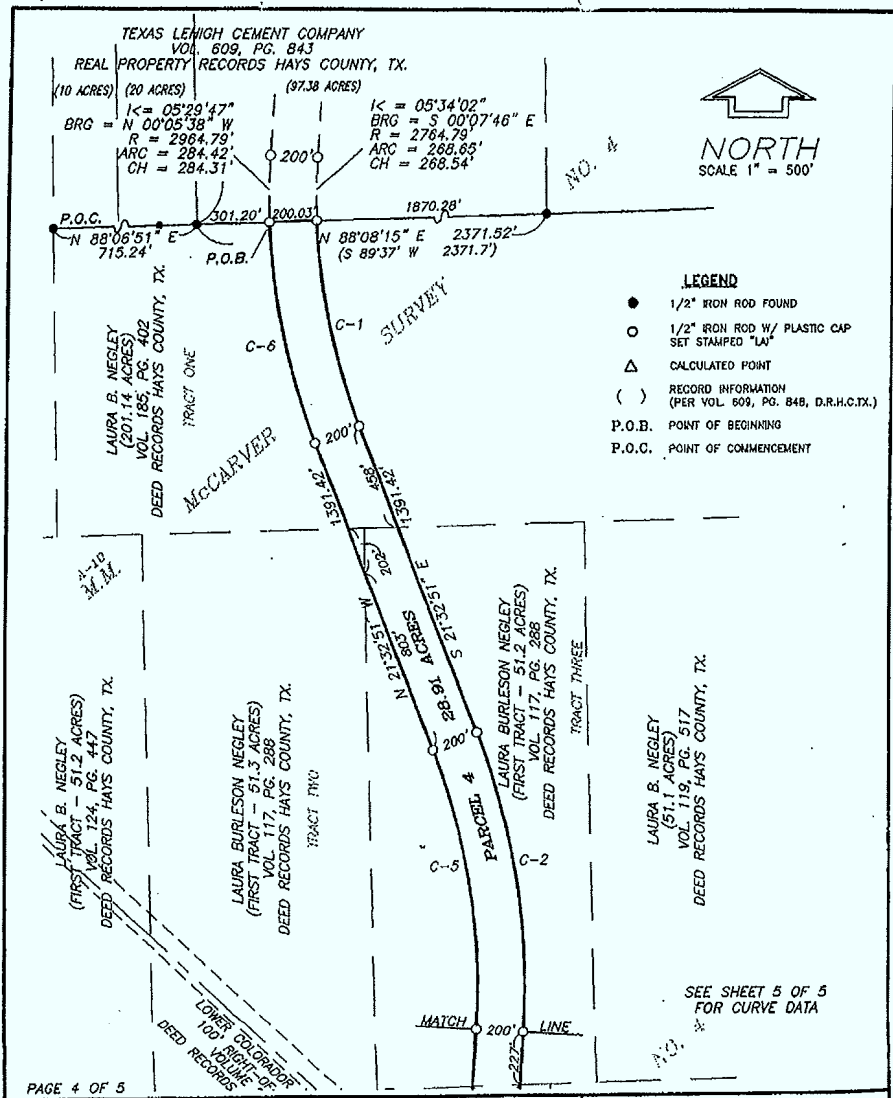 TEXAS LEHIGH CEMENT COMPANY
VOL. 609, PG. 843
REAL PROPERTY RECORDS HAYS COUNTY, TX.
(10 ACRES) (20 ACRES) (97.38 ACRES)
I< = 05°29'47"
BRG = N 00°05'38" W
R = 2964.79'
ARC = 284.42'
CH = 284.31'
I< = 05°34'02"
BRG = S 00°07'46" E
R = 2764.79'
ARC = 268.65'
CH = 268.54'
200'
NO. 4
NORTH
SCALE 1" = 500'
P.O.C.
N 88°06'51" E
715.24'
301.20'
200.03'
P.O.B.
1870.28'
N 88°08'15" E 2371.52'
(S 89°37' W 2371.7')
LEGEND
1/2" IRON ROD FOUND
1/2" IRON ROD W/ PLASTIC CAP
SET STAMPED "LAI"
CALCULATED POINT
( ) RECORD INFORMATION
(PER VOL. 609, PG. 848, D.R.H.C.TX.)
P.O.B. POINT OF BEGINNING
P.O.C. POINT OF COMMENCEMENT
LAURA B. NEGLEY
(201.14 ACRES)
VOL. 185, PG. 402
DEED RECORDS HAYS COUNTY, TX.
TRACT ONE
C-6
C-1
SURVEY
McCARVER
200'
1391.42'
458'
1391.42'
202'
A-10
M.M.
N 21°32'51" W
803'
28.91 ACRES
S 21°32'51" E
200'
PARCEL 4
LAURA B. NEGLEY
(FIRST TRACT - 51.2 ACRES)
VOL. 124, PG. 447
DEED RECORDS HAYS COUNTY, TX.
LAURA BURLESON NEGLEY
(FIRST TRACT - 51.3 ACRES)
VOL. 117, PG. 288
DEED RECORDS HAYS COUNTY, TX.
TRACT TWO
LAURA BURLESON NEGLEY
(FIRST TRACT - 51.2 ACRES)
VOL. 117, PG. 288
DEED RECORDS HAYS COUNTY, TX.
TRACT THREE
LAURA B. NEGLEY
(51.1 ACRES)
VOL. 119, PG. 517
DEED RECORDS HAYS COUNTY, TX.
C-5
C-2
LOWER COLORADOR
100' RIGHT-OF
VOLUME
DEED RECORDS
MATCH 200' LINE
227'
SEE SHEET 5 OF 5
FOR CURVE DATA
NO.
PAGE 4 OF 5